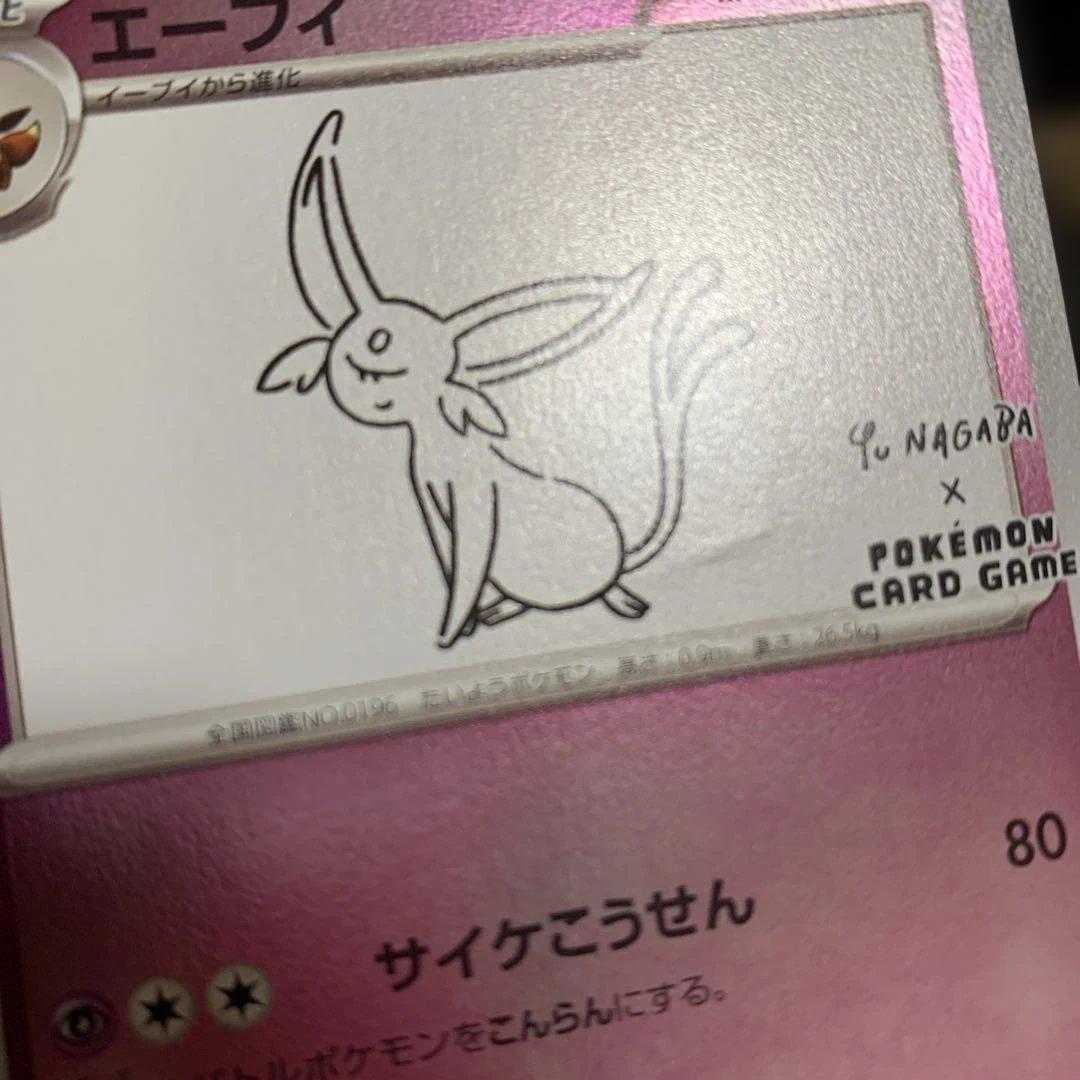 エーフィ
イーブイから進化
Yu NAGABA
×
POKÉMON
CARD GAME
全国図鑑NO.0196 たいようポケモン 高さ：0.9m 重さ：26.5kg
サイケこうせん 80
バトルポケモンをこんらんにする。